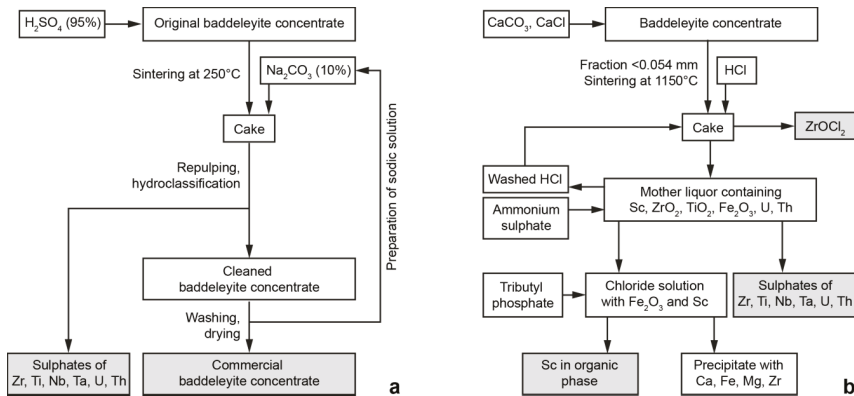 H₂SO₄ (95%)
Original baddeleyite concentrate
Sintering at 250°C
Na₂CO₃ (10%)
Cake
Repulping,
hydroclassification
Preparation of sodic solution
Cleaned
baddeleyite concentrate
Washing,
drying
Sulphates of
Zr, Ti, Nb, Ta, U, Th
Commercial
baddeleyite concentrate
a
CaCO₃, CaCl
Baddeleyite concentrate
Fraction <0.054 mm
Sintering at 1150°C
HCl
Cake
ZrOCl₂
Washed HCl
Mother liquor containing
Sc, ZrO₂, TiO₂, Fe₂O₃, U, Th
Ammonium
sulphate
Tributyl
phosphate
Chloride solution
with Fe₂O₃ and Sc
Sulphates of
Zr, Ti, Nb, Ta, U, Th
Sc in organic
phase
Precipitate with
Ca, Fe, Mg, Zr
b